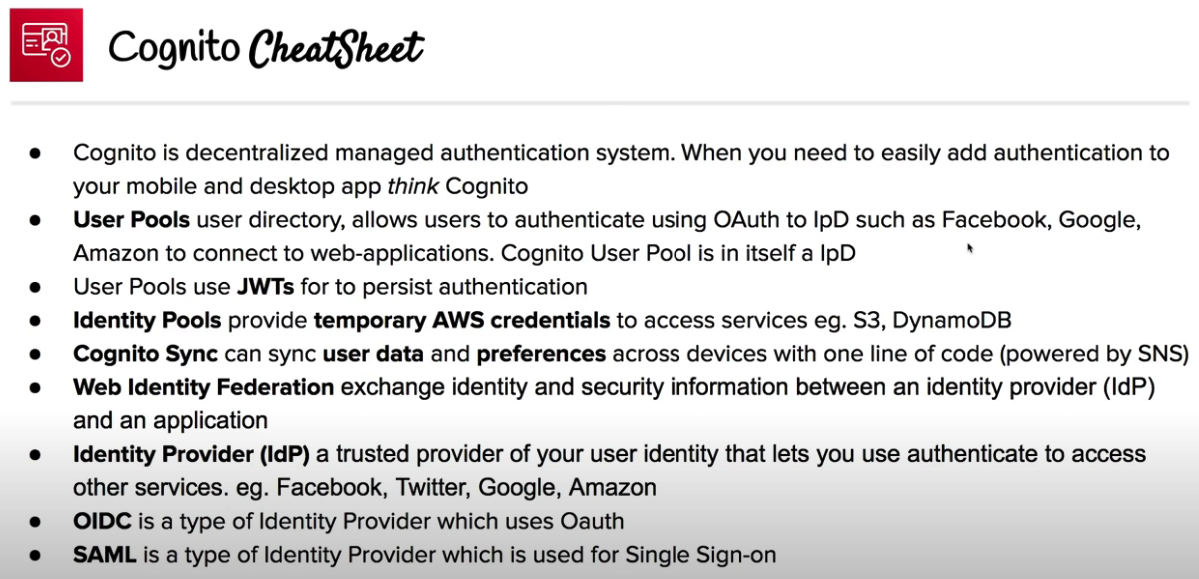 Cognito CheatSheet
● Cognito is decentralized managed authentication system. When you need to easily add authentication to
your mobile and desktop app think Cognito
● User Pools user directory, allows users to authenticate using OAuth to IpD such as Facebook, Google,
Amazon to connect to web-applications. Cognito User Pool is in itself a IpD
● User Pools use JWTs for to persist authentication
● Identity Pools provide temporary AWS credentials to access services eg. S3, DynamoDB
● Cognito Sync can sync user data and preferences across devices with one line of code (powered by SNS)
● Web Identity Federation exchange identity and security information between an identity provider (IdP)
and an application
● Identity Provider (IdP) a trusted provider of your user identity that lets you use authenticate to access
other services. eg. Facebook, Twitter, Google, Amazon
● OIDC is a type of Identity Provider which uses Oauth
● SAML is a type of Identity Provider which is used for Single Sign-on